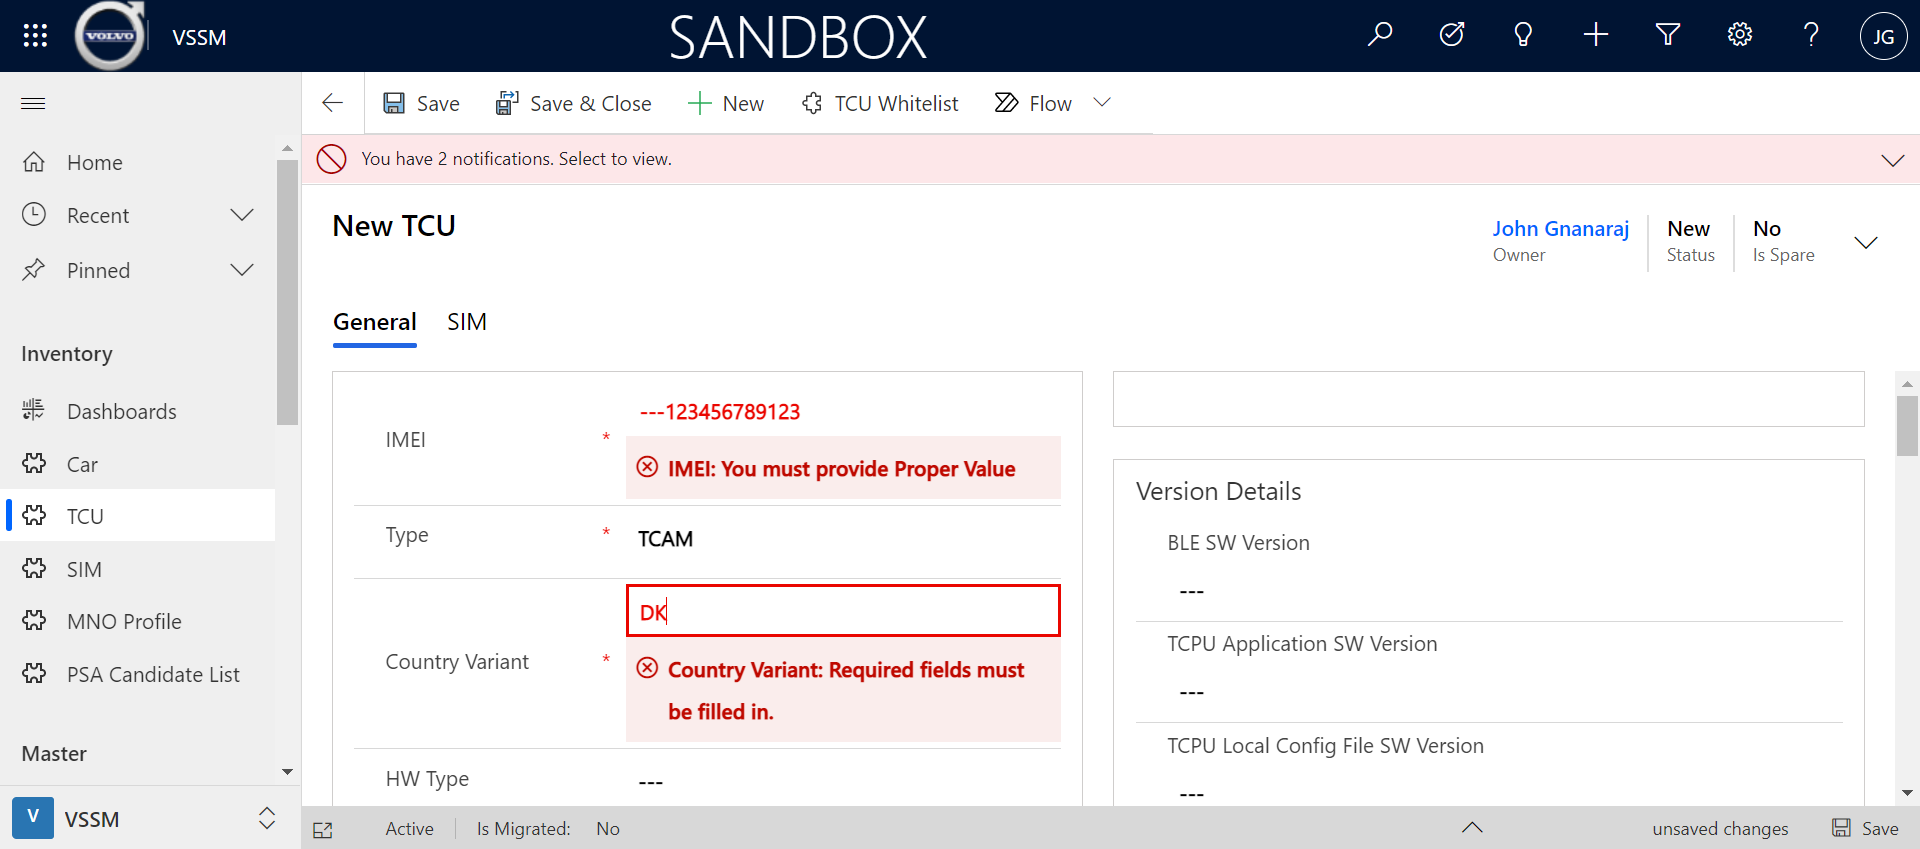 VOLVO
VSSM
SANDBOX
JG
Save
Save & Close
New
TCU Whitelist
Flow
You have 2 notifications. Select to view.
Home
Recent
Pinned
Inventory
Dashboards
Car
TCU
SIM
MNO Profile
PSA Candidate List
Master
V
VSSM
New TCU
John Gnanaraj
Owner
New
Status
No
Is Spare
General
SIM
IMEI
*
---123456789123
IMEI: You must provide Proper Value
Type
*
TCAM
Country Variant
*
DK
Country Variant: Required fields must
be filled in.
HW Type
---
Version Details
BLE SW Version
---
TCPU Application SW Version
---
TCPU Local Config File SW Version
---
Active
Is Migrated:
No
unsaved changes
Save